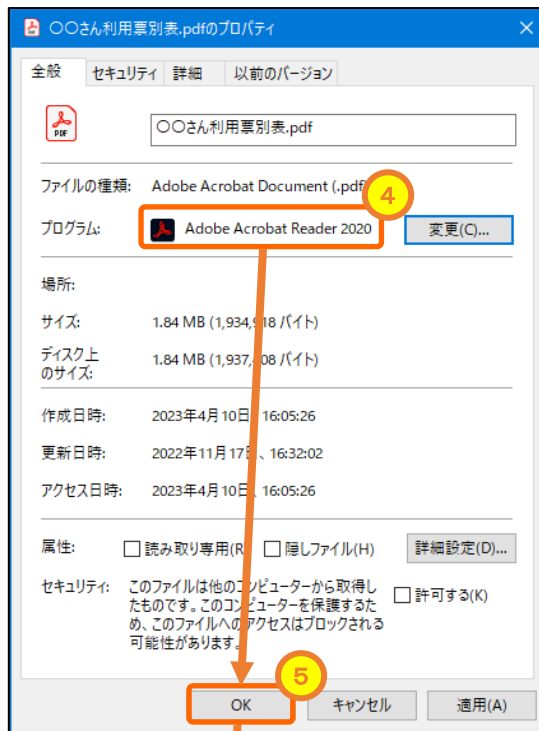 〇〇さん利用票別表.pdfのプロパティ
全般 セキュリティ 詳細 以前のバージョン
PDF
〇〇さん利用票別表.pdf
ファイルの種類: Adobe Acrobat Document (.pdf
④
プログラム: Adobe Acrobat Reader 2020 変更(C)...
場所:
サイズ: 1.84 MB (1,934,918 バイト)
ディスク上
のサイズ: 1.84 MB (1,937,408 バイト)
作成日時: 2023年4月10日、16:05:26
更新日時: 2022年11月17日、16:32:02
アクセス日時: 2023年4月10日、16:05:26
属性: 読み取り専用(R 隠しファイル(H) 詳細設定(D)...
セキュリティ: このファイルは他のコンピューターから取得し
たものです。このコンピューターを保護するた
め、このファイルへのアクセスはブロックされる
可能性があります。
許可する(K)
⑤
OK キャンセル 適用(A)